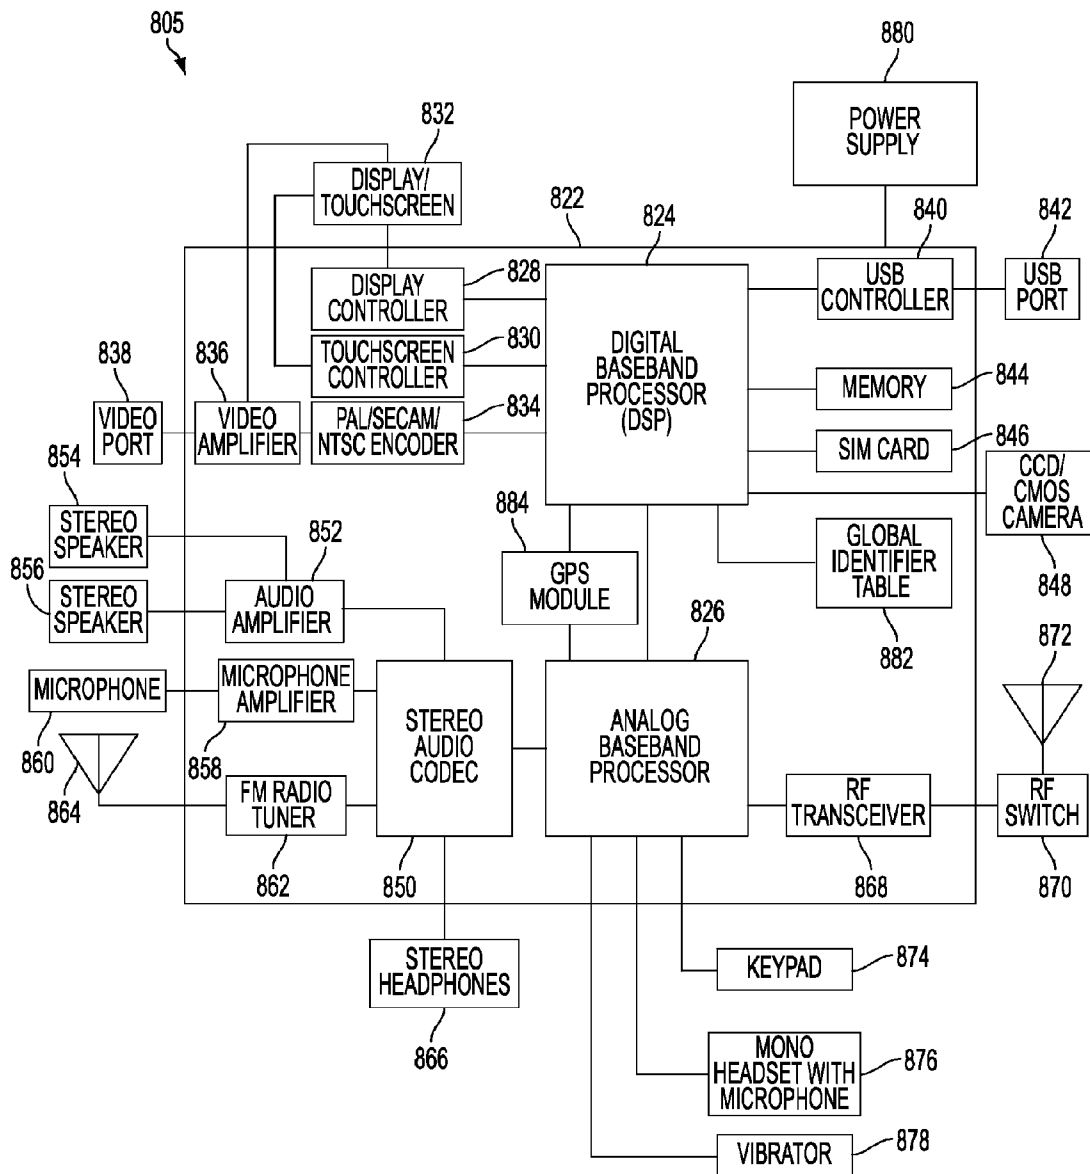 805
880
POWER
SUPPLY
832
DISPLAY/
TOUCHSCREEN
822
824
840
842
USB
CONTROLLER
USB
PORT
DISPLAY
CONTROLLER
828
TOUCHSCREEN
CONTROLLER
830
838
836
VIDEO
PORT
VIDEO
AMPLIFIER
PAL/SECAM/
NTSC ENCODER
834
DIGITAL
BASEBAND
PROCESSOR
(DSP)
MEMORY
844
SIM CARD
846
CCD/
CMOS
CAMERA
848
854
STEREO
SPEAKER
852
884
GPS
MODULE
GLOBAL
IDENTIFIER
TABLE
882
856
STEREO
SPEAKER
AUDIO
AMPLIFIER
826
872
MICROPHONE
860
MICROPHONE
AMPLIFIER
858
STEREO
AUDIO
CODEC
850
ANALOG
BASEBAND
PROCESSOR
864
FM RADIO
TUNER
862
RF
TRANSCEIVER
868
RF
SWITCH
870
STEREO
HEADPHONES
866
KEYPAD
874
MONO
HEADSET WITH
MICROPHONE
876
VIBRATOR
878